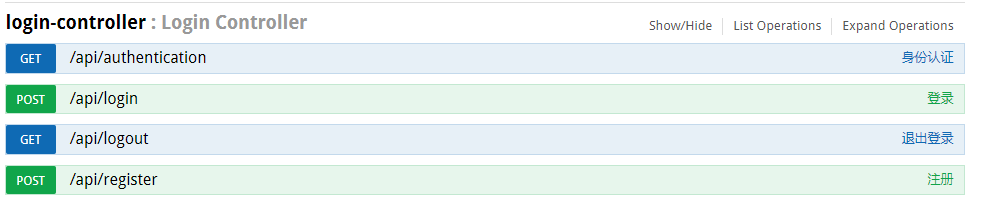 login-controller : Login Controller Show/Hide List Operations Expand Operations
GET /api/authentication 身份认证
POST /api/login 登录
GET /api/logout 退出登录
POST /api/register 注册